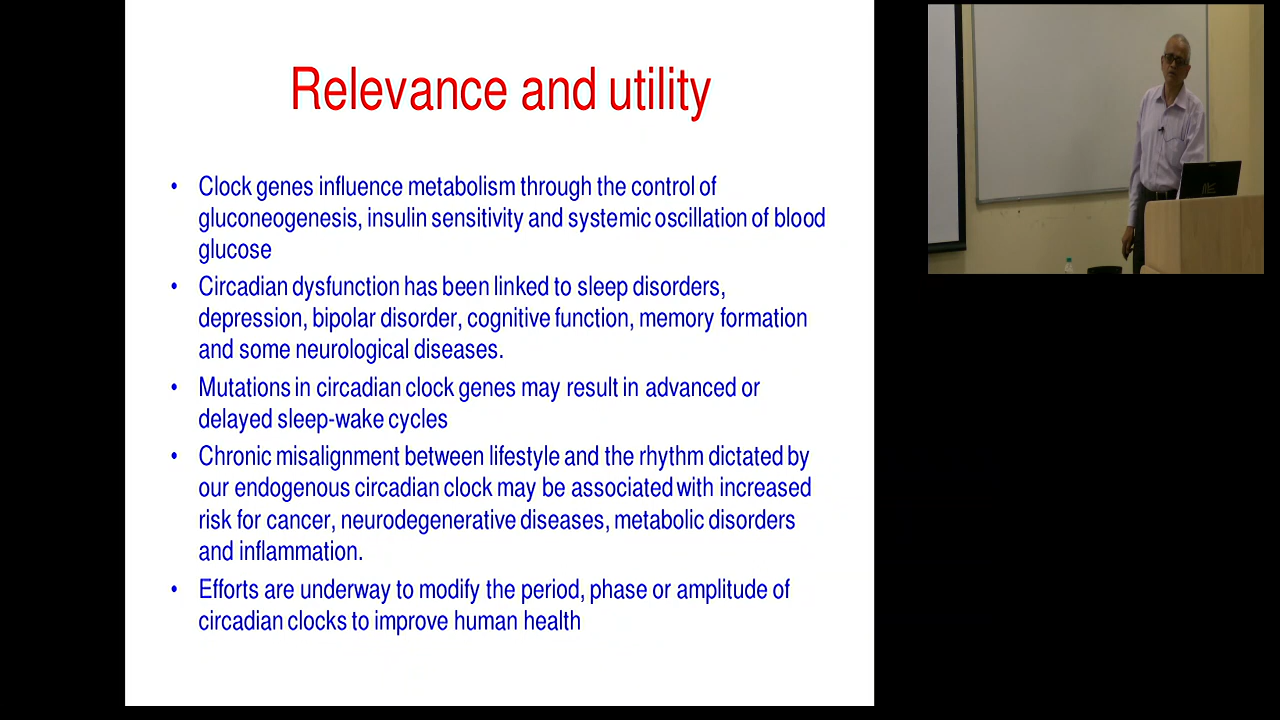 Relevance and utility
• Clock genes influence metabolism through the control of
gluconeogenesis, insulin sensitivity and systemic oscillation of blood
glucose
• Circadian dysfunction has been linked to sleep disorders,
depression, bipolar disorder, cognitive function, memory formation
and some neurological diseases.
• Mutations in circadian clock genes may result in advanced or
delayed sleep-wake cycles
• Chronic misalignment between lifestyle and the rhythm dictated by
our endogenous circadian clock may be associated with increased
risk for cancer, neurodegenerative diseases, metabolic disorders
and inflammation.
• Efforts are underway to modify the period, phase or amplitude of
circadian clocks to improve human health